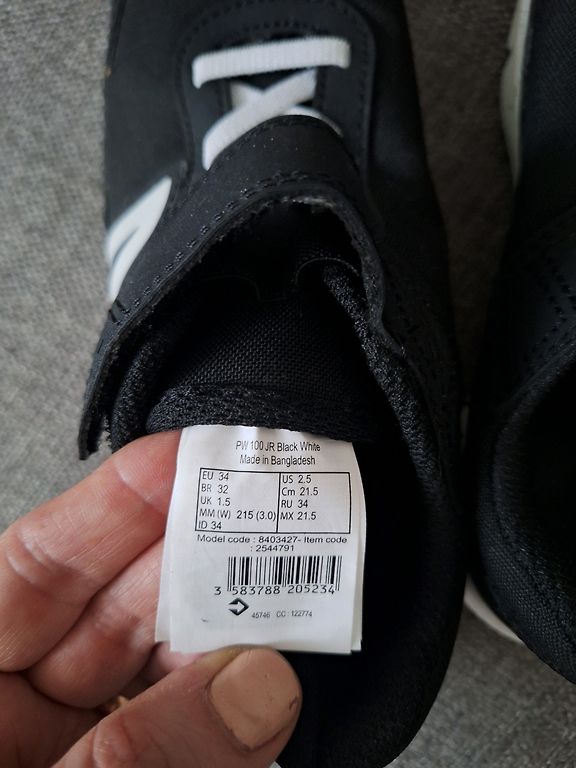 PW 100 JR Black White
Made in Bangladesh
EU 34 US 2.5
BR 32 Cm 21.5
UK 1.5 RU 34
MM (W) 215 (3.0) MX 21.5
ID 34
Model code : 8403427- Item code
: 2544791
3 583788 205234
45746 CC : 122774